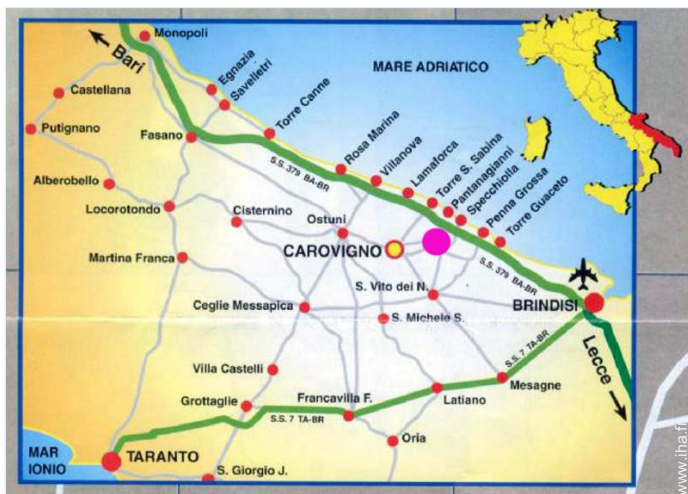 Monopoli
Bari
Egnazia
Savelletri
MARE ADRIATICO
Castellana
Torre Canne
Putignano
Fasano
Rosa Marina
Villanova
S.S. 379 BA-BR
Lamaforca
Torre S. Sabina
Pantanagianni
Specchiolla
Penna Grossa
Torre Guaceto
Alberobello
Locorotondo
Cisternino
Ostuni
CAROVIGNO
Martina Franca
S.S. 379 BA-BR
S. Vito dei N.
BRINDISI
Ceglie Messapica
S. Michele S.
Lecce
S.S. 7 TA-BR
Villa Castelli
Mesagne
Grottaglie
Francavilla F.
Latiano
S.S. 7 TA-BR
Oria
MAR
IONIO
TARANTO
S. Giorgio J.
www.iha.fr